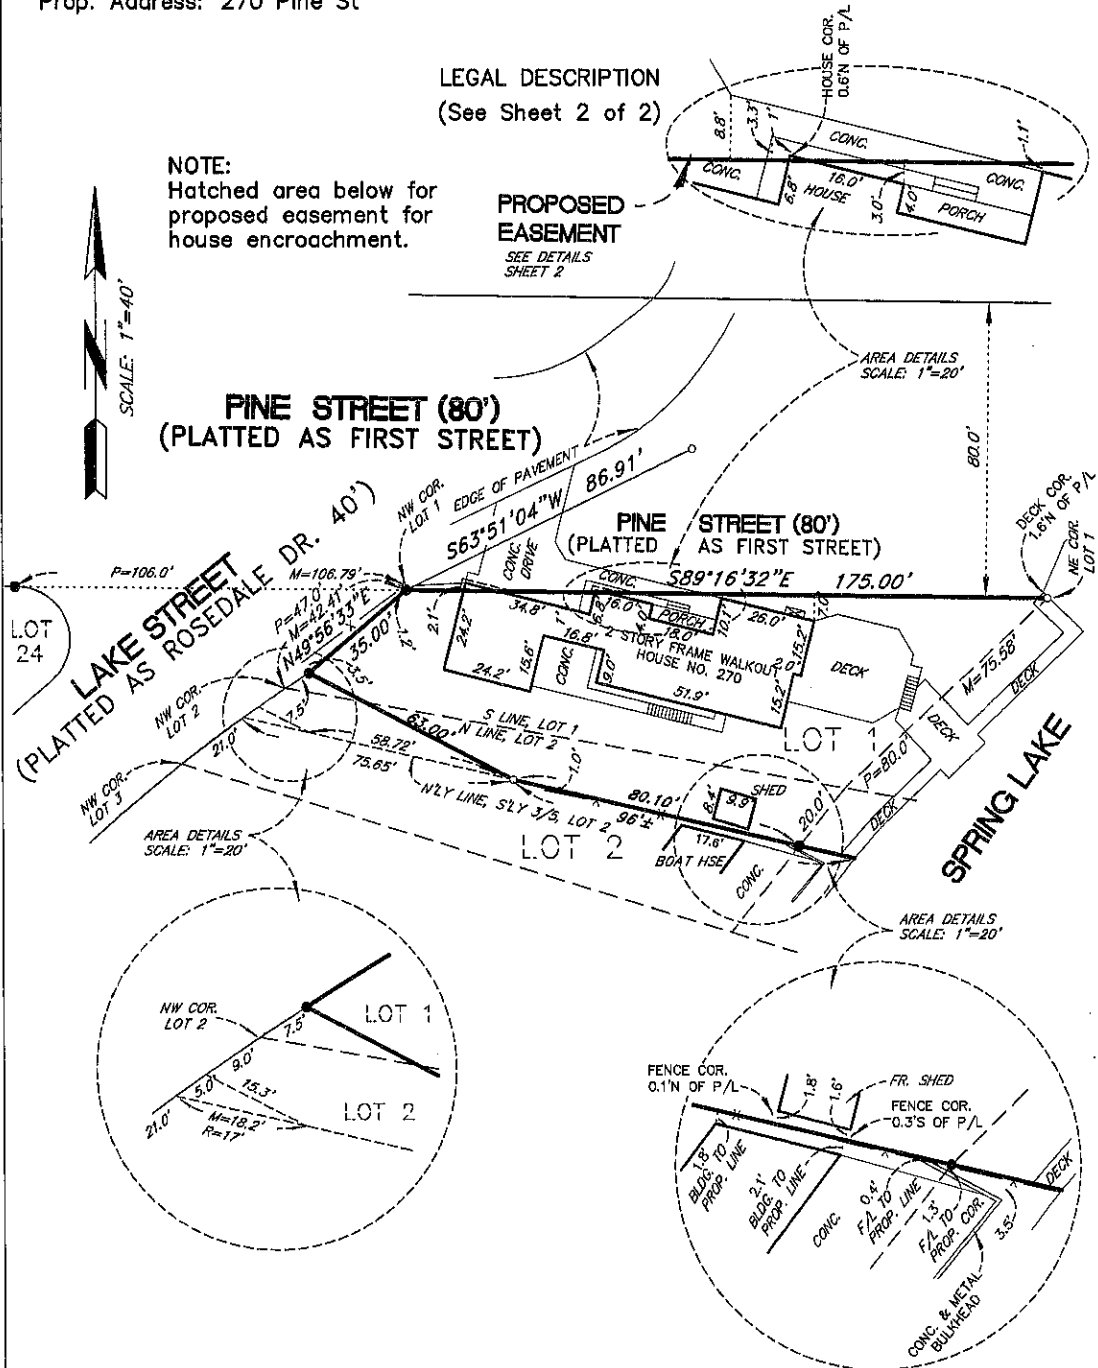 Prop. Address: 270 Pine St
LEGAL DESCRIPTION
(See Sheet 2 of 2)
HOUSE COR.
0.6'N OF P/L
8.8'
3.3'
1'
CONC.
1.1'
CONC.
6.8'
16.0'
HOUSE
3.0'
4.0'
CONC.
PORCH
NOTE:
Hatched area below for
proposed easement for
house encroachment.
PROPOSED
EASEMENT
SEE DETAILS
SHEET 2
N
SCALE: 1"=40'
AREA DETAILS
SCALE: 1"=20'
80.0'
PINE STREET (80')
(PLATTED AS FIRST STREET)
EDGE OF PAVEMENT
S63°51'04"W 86.91'
NW COR.
LOT 1
PINE STREET (80')
(PLATTED AS FIRST STREET)
S89°16'32"E 175.00'
DECK COR.
1.6'N OF P/L
NE COR.
LOT 1
P=106.0'
M=106.79'
LOT
24
LAKE STREET
(PLATTED AS ROSEDALE DR. 40')
P=47.0'
M=42.41'
N49°56'33"E
35.00'
1.2'
2.1'
CONC.
DRIVE
34.8'
24.2'
24.2'
15.6'
16.8'
CONC.
9.0'
CONC.
6.8'
16.0'
1'
4.0'
PORCH
18.0'
10.1'
26.0'
7.0'
15.2'
2.0'
15.2'
2 STORY FRAME WALKOUT
HOUSE NO. 270
51.9'
DECK
M=75.58'
DECK
DECK
P=80.0'
DECK
20.0'
SPRING LAKE
LOT 1
NW COR.
LOT 2
3.5'
7.5'
63.00'
S LINE, LOT 1
N LINE, LOT 2
21.0'
58.72'
75.65'
1.0'
N'LY LINE, S'LY 3/5, LOT 2
NW COR.
LOT 3
80.10'
96'±
8.4'
9.9'
SHED
17.6'
BOAT HSE
CONC.
LOT 2
AREA DETAILS
SCALE: 1"=20'
AREA DETAILS
SCALE: 1"=20'
NW COR.
LOT 2
7.5'
LOT 1
9.0'
5.0'
15.3'
21.0'
M=18.2'
R=17'
LOT 2
FENCE COR.
0.1'N OF P/L
1.8'
1.6'
FR. SHED
FENCE COR.
0.3'S OF P/L
1.8'
BLDG. TO
PROP. LINE
2.1'
BLDG. TO
PROP. LINE
CONC.
0.4'
F/L TO
PROP. LINE
1.3'
F/L TO
PROP. COR.
3.5'
DECK
CONC. & METAL
BULKHEAD